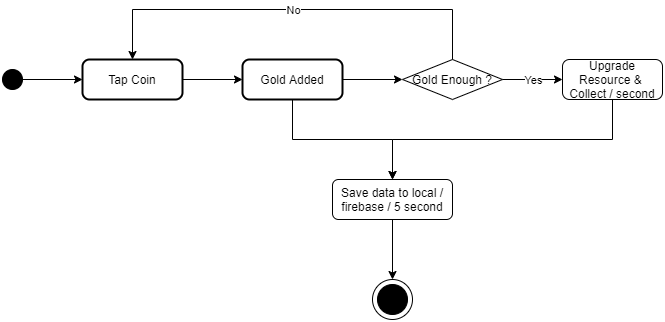 No
Tap Coin
Gold Added
Gold Enough ?
Yes
Upgrade
Resource &
Collect / second
Save data to local /
firebase / 5 second